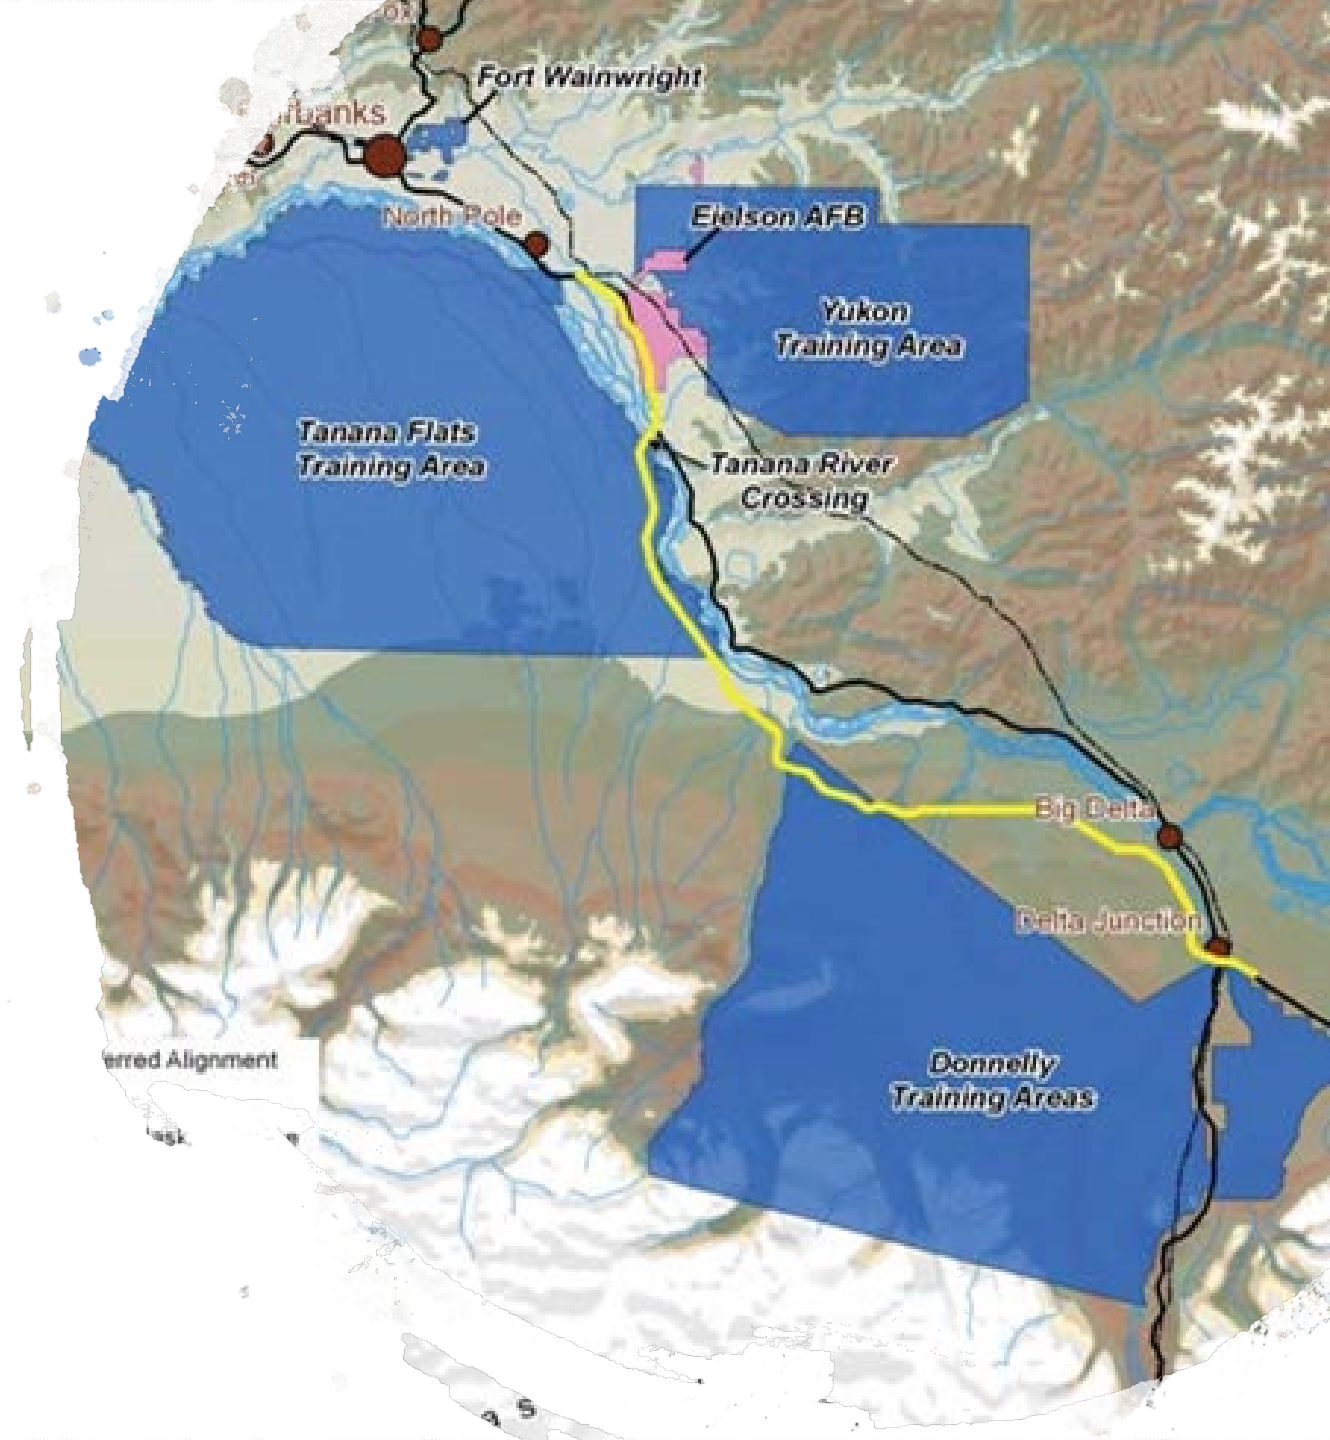 Fort Wainwright
North Pole
Eielson AFB
Yukon
Training Area
Tanana Flats
Training Area
Tanana River
Crossing
Big Delta
Delta Junction
Donnelly
Training Areas
Alignment